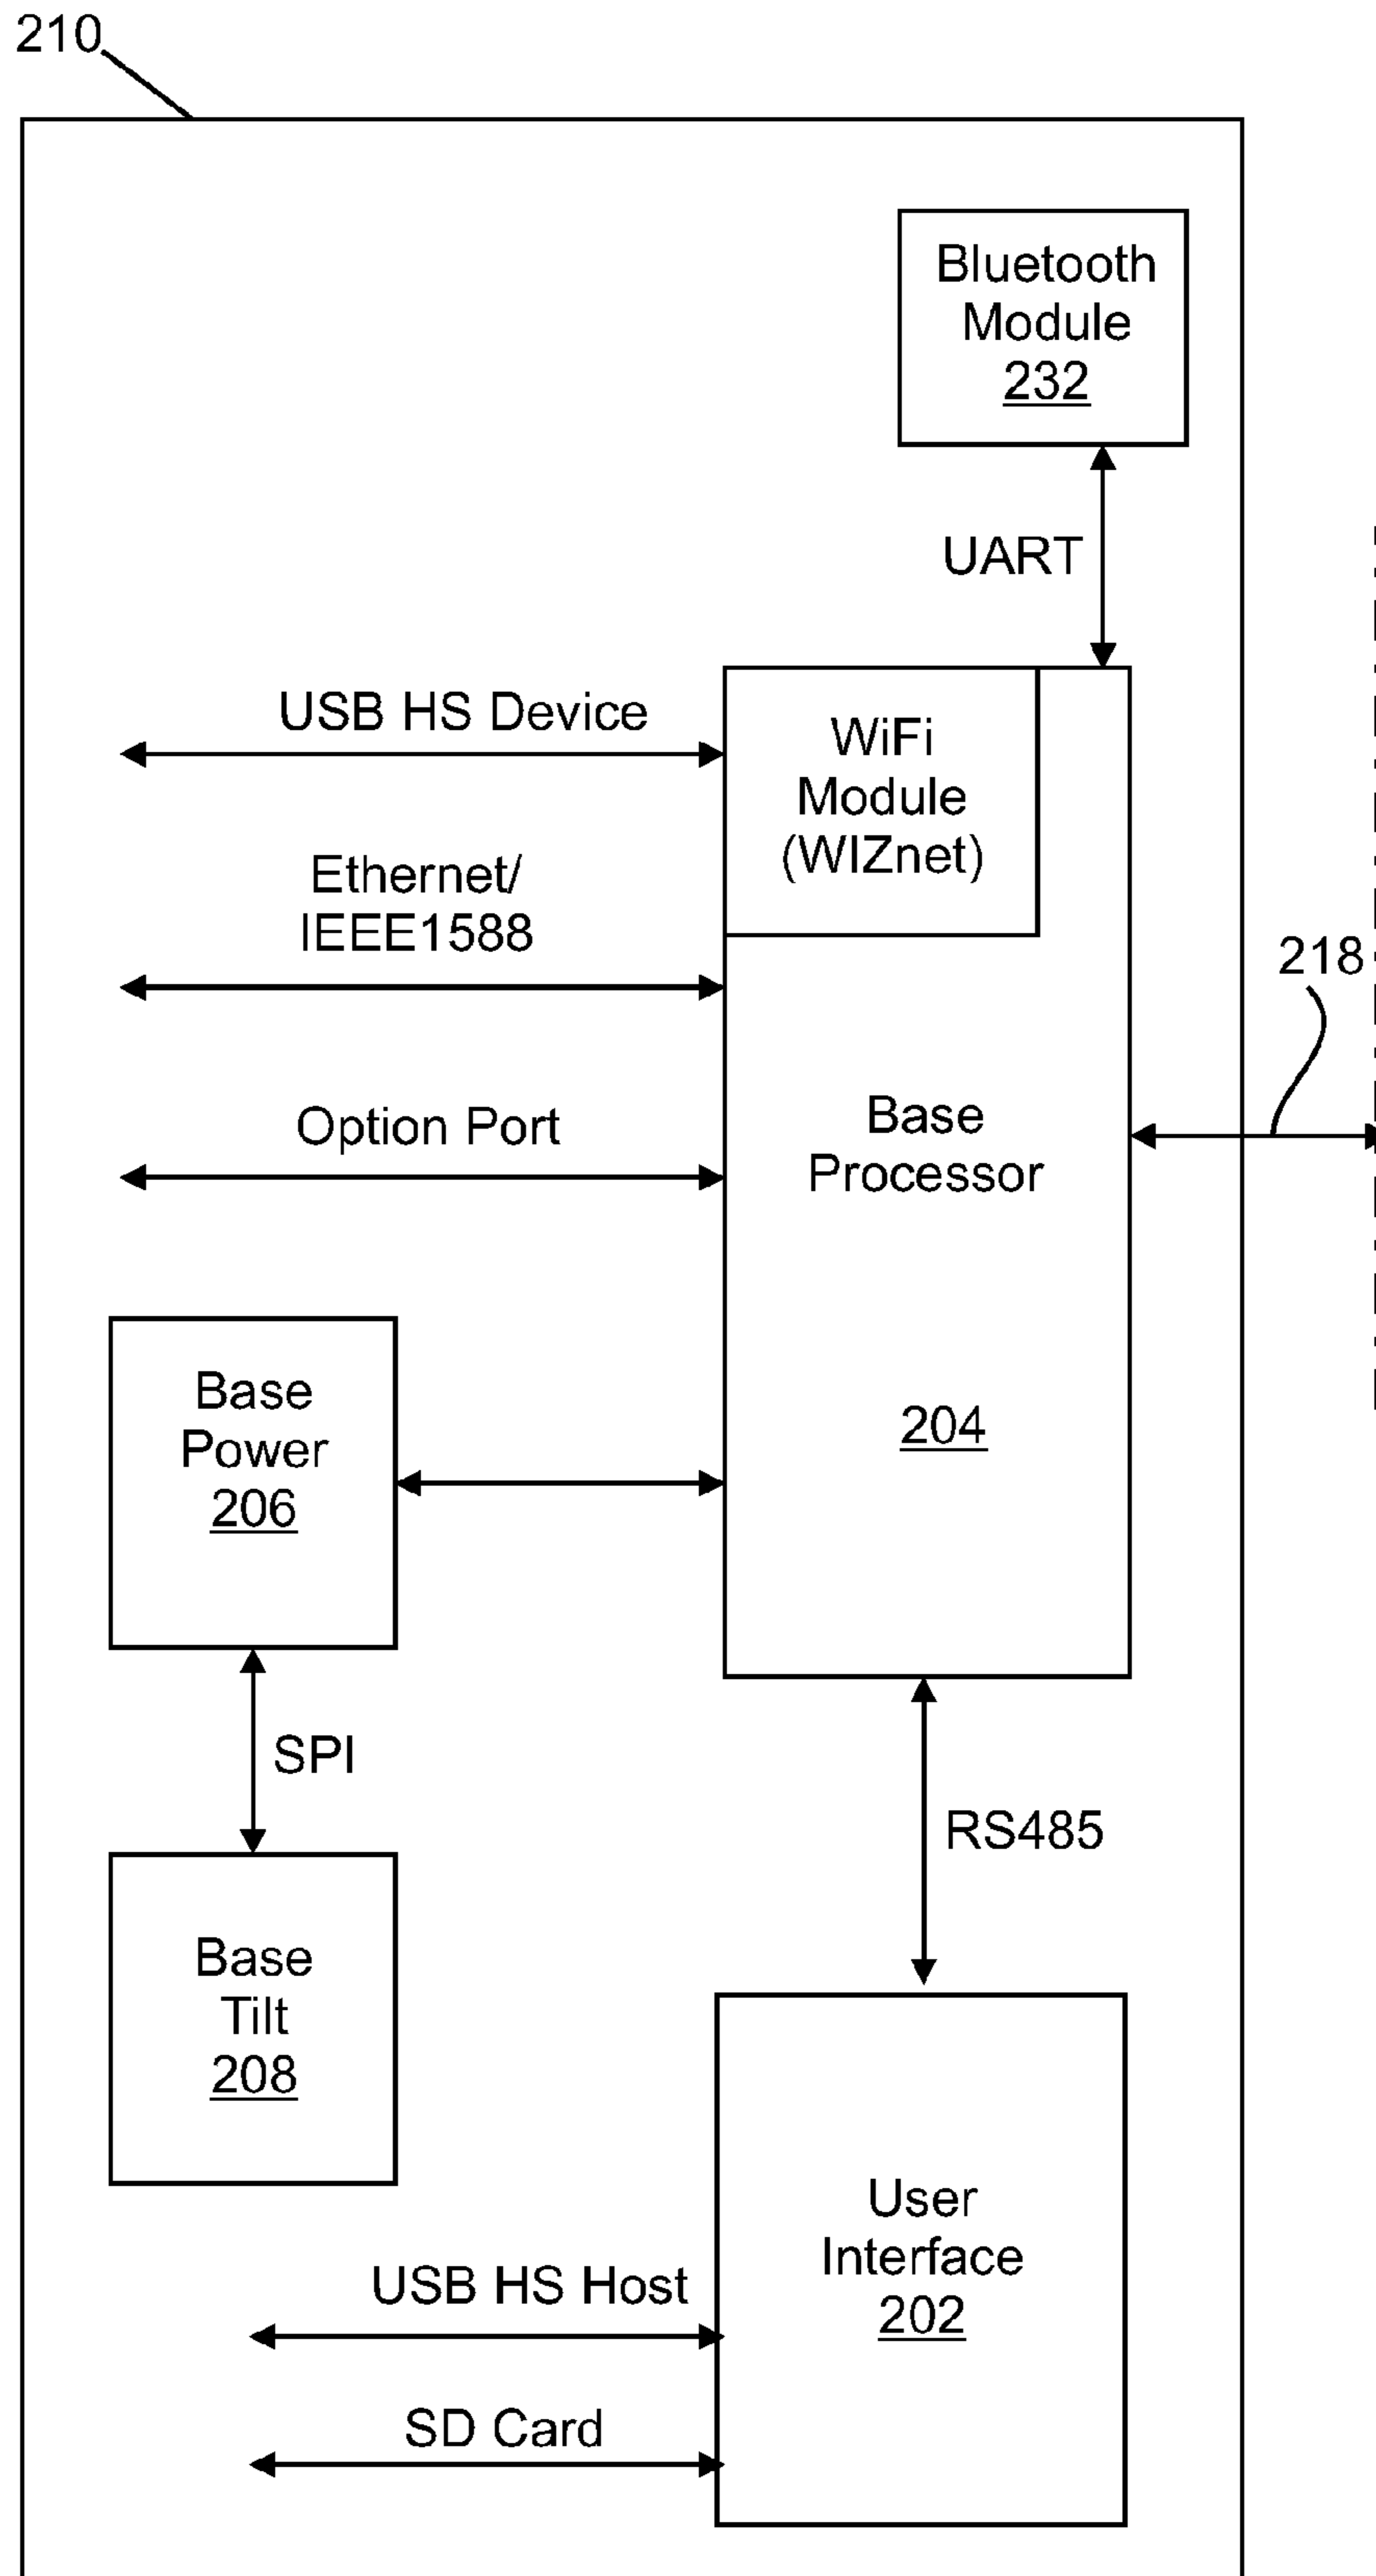 210
Bluetooth
Module
232
UART
USB HS Device
WiFi
Module
(WIZnet)
Ethernet/
IEEE1588
218
Option Port
Base
Processor
204
Base
Power
206
SPI
RS485
Base
Tilt
208
User
Interface
202
USB HS Host
SD Card